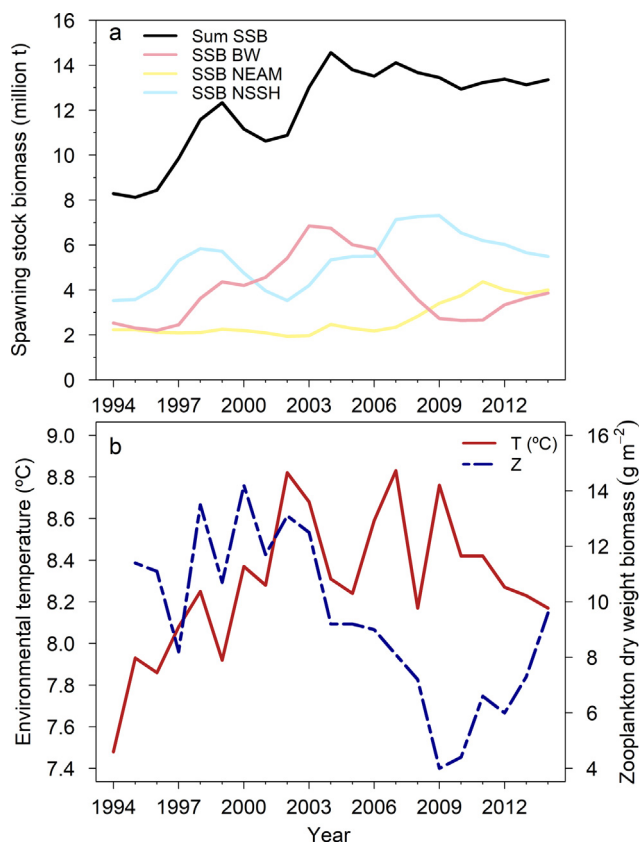 a
Sum SSB
SSB BW
SSB NEAM
SSB NSSH
Spawning stock biomass (million t)
16
14
12
10
8
6
4
2
0
1994 1997 2000 2003 2006 2009 2012
b
T (ºC)
Z
Environmental temperature (ºC)
9.0
8.8
8.6
8.4
8.2
8.0
7.8
7.6
7.4
16
14
12
10
8
6
4
Zooplankton dry weight biomass (g m−2)
1994 1997 2000 2003 2006 2009 2012
Year